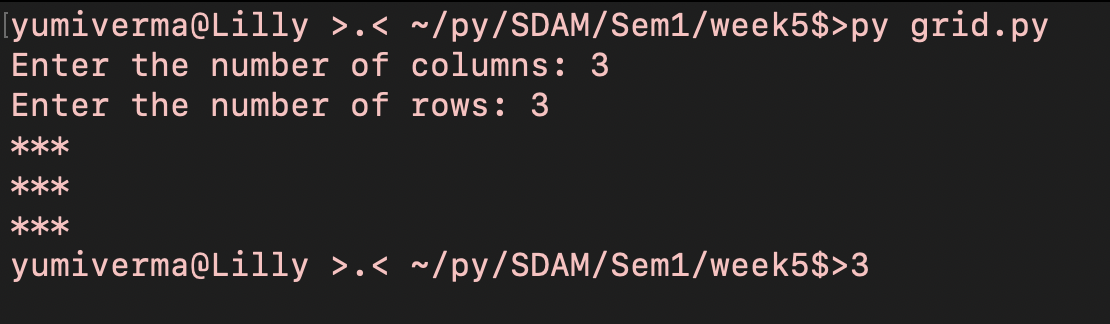 [yumiverma@Lilly >.< ~/py/SDAM/Sem1/week5$>py grid.py
Enter the number of columns: 3
Enter the number of rows: 3
***
***
***
yumiverma@Lilly >.< ~/py/SDAM/Sem1/week5$>3